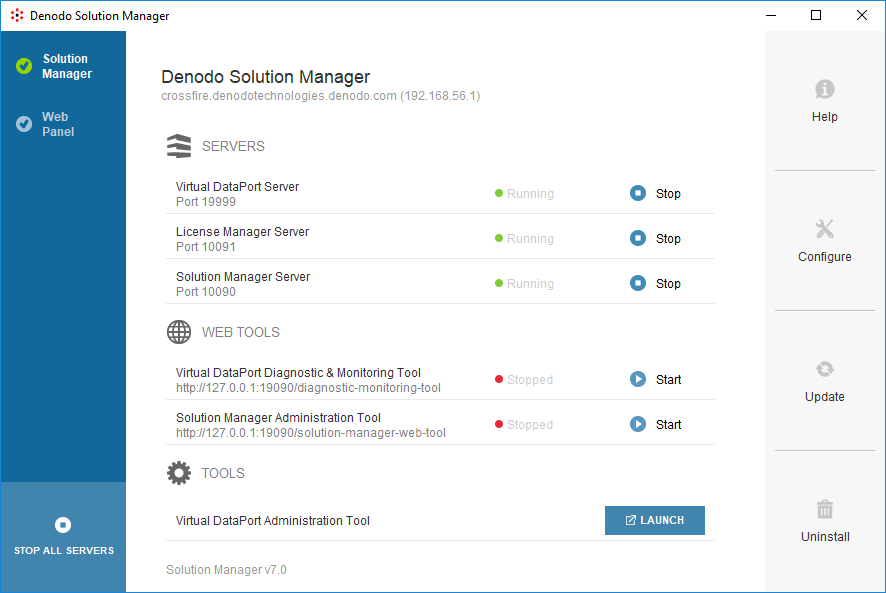 Denodo Solution Manager
Solution
Manager
Web
Panel
STOP ALL SERVERS
Denodo Solution Manager
crossfire.denodotechnologies.denodo.com (192.168.56.1)
SERVERS
Virtual DataPort Server
Port 19999
Running
Stop
License Manager Server
Port 10091
Running
Stop
Solution Manager Server
Port 10090
Running
Stop
WEB TOOLS
Virtual DataPort Diagnostic & Monitoring Tool
http://127.0.0.1:19090/diagnostic-monitoring-tool
Stopped
Start
Solution Manager Administration Tool
http://127.0.0.1:19090/solution-manager-web-tool
Stopped
Start
TOOLS
Virtual DataPort Administration Tool
LAUNCH
Solution Manager v7.0
Help
Configure
Update
Uninstall